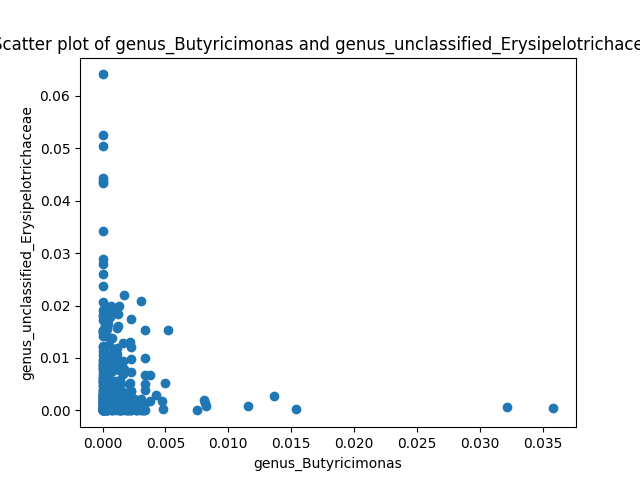 Scatter plot of genus_Butyricimonas and genus_unclassified_Erysipelotrichace
genus_unclassified_Erysipelotrichaceae
0.06
0.05
0.04
0.03
0.02
0.01
0.00
0.000 0.005 0.010 0.015 0.020 0.025 0.030 0.035
genus_Butyricimonas